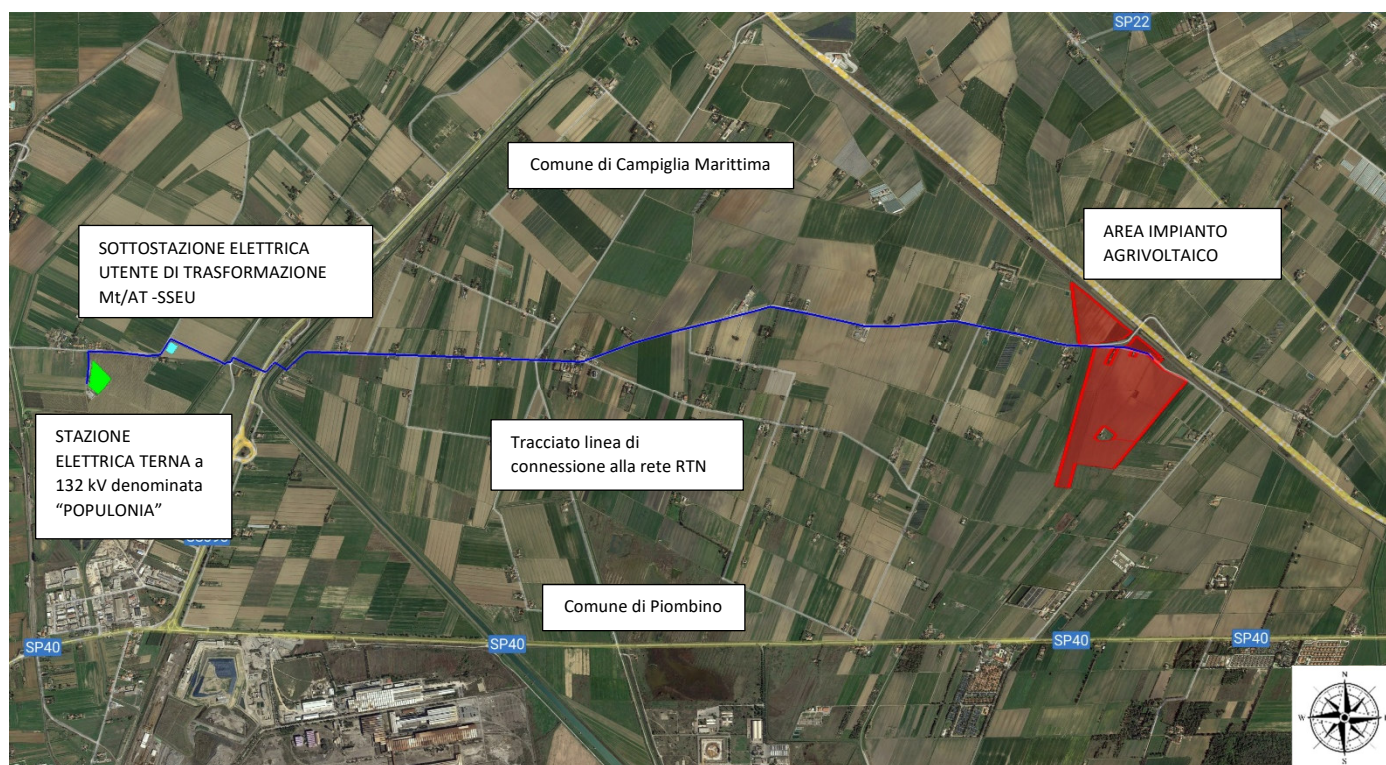 SP22
Comune di Campiglia Marittima
SOTTOSTAZIONE ELETTRICA
UTENTE DI TRASFORMAZIONE
Mt/AT -SSEU
AREA IMPIANTO
AGRIVOLTAICO
STAZIONE
ELETTRICA TERNA a
132 kV denominata
“POPULONIA”
Tracciato linea di
connessione alla rete RTN
Comune di Piombino
SP40
SP40
SP40
SP40
N
W
S